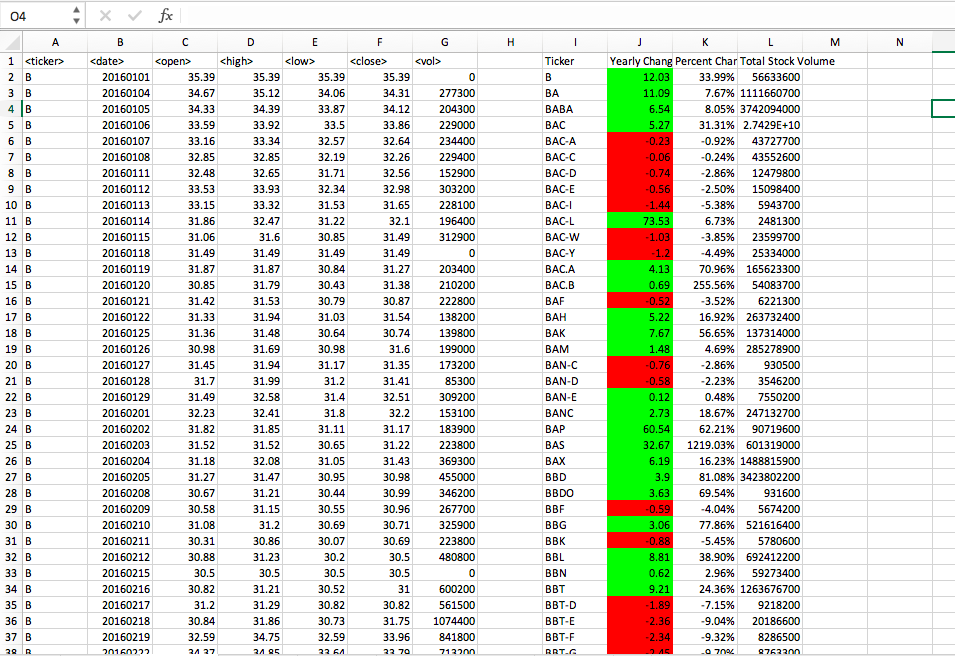 O4 fx
A B C D E F G H I J K L M N
1 <ticker> <date> <open> <high> <low> <close> <vol> Ticker Yearly Chang Percent Char Total Stock Volume
2 B 20160101 35.39 35.39 35.39 35.39 0 B 12.03 33.99% 56633600
3 B 20160104 34.67 35.12 34.06 34.31 277300 BA 11.09 7.67% 1111660700
4 B 20160105 34.33 34.39 33.87 34.12 204300 BABA 6.54 8.05% 3742094000
5 B 20160106 33.59 33.92 33.5 33.86 229000 BAC 5.27 31.31% 2.7429E+10
6 B 20160107 33.16 33.34 32.57 32.64 234400 BAC-A -0.23 -0.92% 43727700
7 B 20160108 32.85 32.85 32.19 32.26 229400 BAC-C -0.06 -0.24% 43552600
8 B 20160111 32.48 32.65 31.71 32.56 152900 BAC-D -0.74 -2.86% 12479800
9 B 20160112 33.53 33.93 32.34 32.98 303200 BAC-E -0.56 -2.50% 15098400
10 B 20160113 33.15 33.32 31.53 31.65 228100 BAC-I -1.44 -5.38% 5943700
11 B 20160114 31.86 32.47 31.22 32.1 196400 BAC-L 73.53 6.73% 2481300
12 B 20160115 31.06 31.6 30.85 31.49 312900 BAC-W -1.03 -3.85% 23599700
13 B 20160118 31.49 31.49 31.49 31.49 0 BAC-Y -1.2 -4.49% 25334000
14 B 20160119 31.87 31.87 30.84 31.27 203400 BAC.A 4.13 70.96% 165623300
15 B 20160120 30.85 31.79 30.43 31.38 210200 BAC.B 0.69 255.56% 54083700
16 B 20160121 31.42 31.53 30.79 30.87 222800 BAF -0.52 -3.52% 6221300
17 B 20160122 31.33 31.94 31.03 31.54 138200 BAH 5.22 16.92% 263732400
18 B 20160125 31.36 31.48 30.64 30.74 139800 BAK 7.67 56.65% 137314000
19 B 20160126 30.98 31.69 30.98 31.6 199000 BAM 1.48 4.69% 285278900
20 B 20160127 31.45 31.94 31.17 31.35 173200 BAN-C -0.76 -2.86% 930500
21 B 20160128 31.7 31.99 31.2 31.41 85300 BAN-D -0.58 -2.23% 3546200
22 B 20160129 31.49 32.58 31.4 32.51 309200 BAN-E 0.12 0.48% 7550200
23 B 20160201 32.23 32.41 31.8 32.2 153100 BANC 2.73 18.67% 247132700
24 B 20160202 31.82 31.85 31.11 31.17 183900 BAP 60.54 62.21% 90719600
25 B 20160203 31.52 31.52 30.65 31.22 223800 BAS 32.67 1219.03% 601319000
26 B 20160204 31.18 32.08 31.05 31.43 369300 BAX 6.19 16.23% 1488815900
27 B 20160205 31.27 31.47 30.95 30.98 455000 BBD 3.9 81.08% 3423802200
28 B 20160208 30.67 31.21 30.44 30.99 346200 BBDO 3.63 69.54% 931600
29 B 20160209 30.58 31.15 30.55 30.96 267700 BBF -0.59 -4.04% 5674200
30 B 20160210 31.08 31.2 30.69 30.71 325900 BBG 3.06 77.86% 521616400
31 B 20160211 30.31 30.86 30.07 30.69 223800 BBK -0.88 -5.45% 5780600
32 B 20160212 30.88 31.23 30.2 30.5 480800 BBL 8.81 38.90% 692412200
33 B 20160215 30.5 30.5 30.5 30.5 0 BBN 0.62 2.96% 59273400
34 B 20160216 30.82 31.21 30.52 31 600200 BBT 9.21 24.36% 1263676700
35 B 20160217 31.2 31.29 30.82 30.82 561500 BBT-D -1.89 -7.15% 9218200
36 B 20160218 30.84 31.86 30.73 31.75 1074400 BBT-E -2.36 -9.04% 20186600
37 B 20160219 32.59 34.75 32.59 33.96 841800 BBT-F -2.34 -9.32% 8286500
38 B 20160222 34.37 34.85 33.64 33.79 713200 BBT-G -2.45 -9.70% 8763300